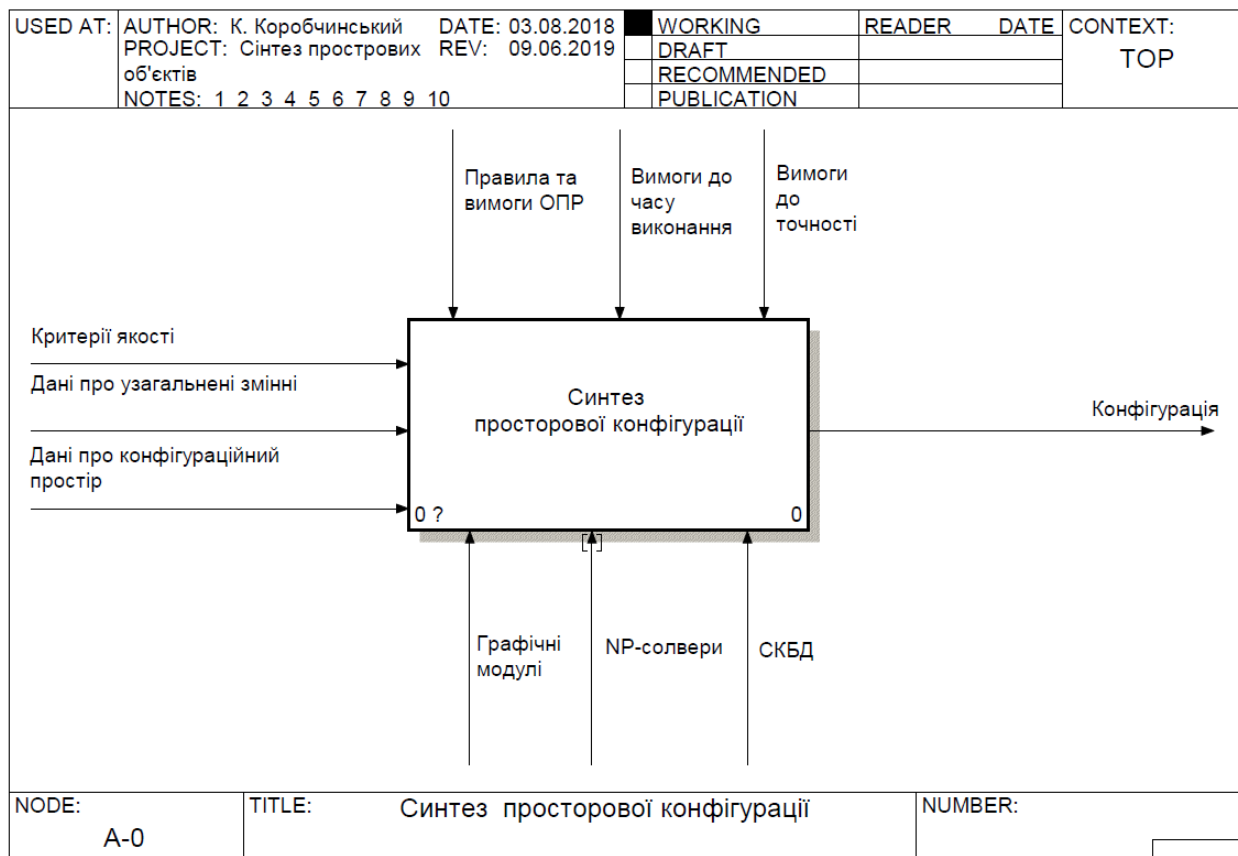 USED AT:
AUTHOR: К. Коробчинський
DATE: 03.08.2018
PROJECT: Сінтез прострових
REV: 09.06.2019
об'єктів
NOTES: 1 2 3 4 5 6 7 8 9 10
WORKING
DRAFT
RECOMMENDED
PUBLICATION
READER
DATE
CONTEXT:
TOP
Правила та
вимоги ОПР
Вимоги до
часу
виконання
Вимоги
до
точності
Критерії якості
Дані про узагальнені змінні
Дані про конфігураційний
простір
Синтез
просторової конфігурації
0 ?
0
Конфігурація
Графічні
модулі
NP-солвери
СКБД
NODE:
A-0
TITLE:
Синтез просторової конфігурації
NUMBER: